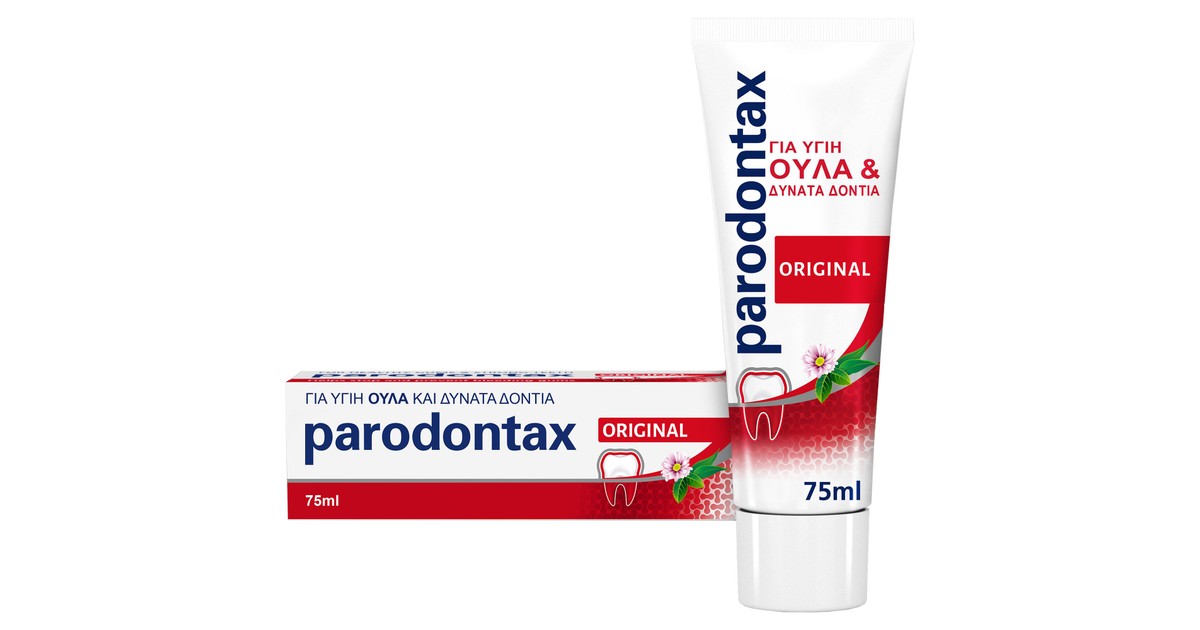 parodontax
ΓΙΑ ΥΓΙΗ
ΟΥΛΑ &
ΔΥΝΑΤΑ ΔΟΝΤΙΑ
ORIGINAL
75ml
ΓΙΑ ΥΓΙΗ ΟΥΛΑ ΚΑΙ ΔΥΝΑΤΑ ΔΟΝΤΙΑ
parodontax
ORIGINAL
75ml